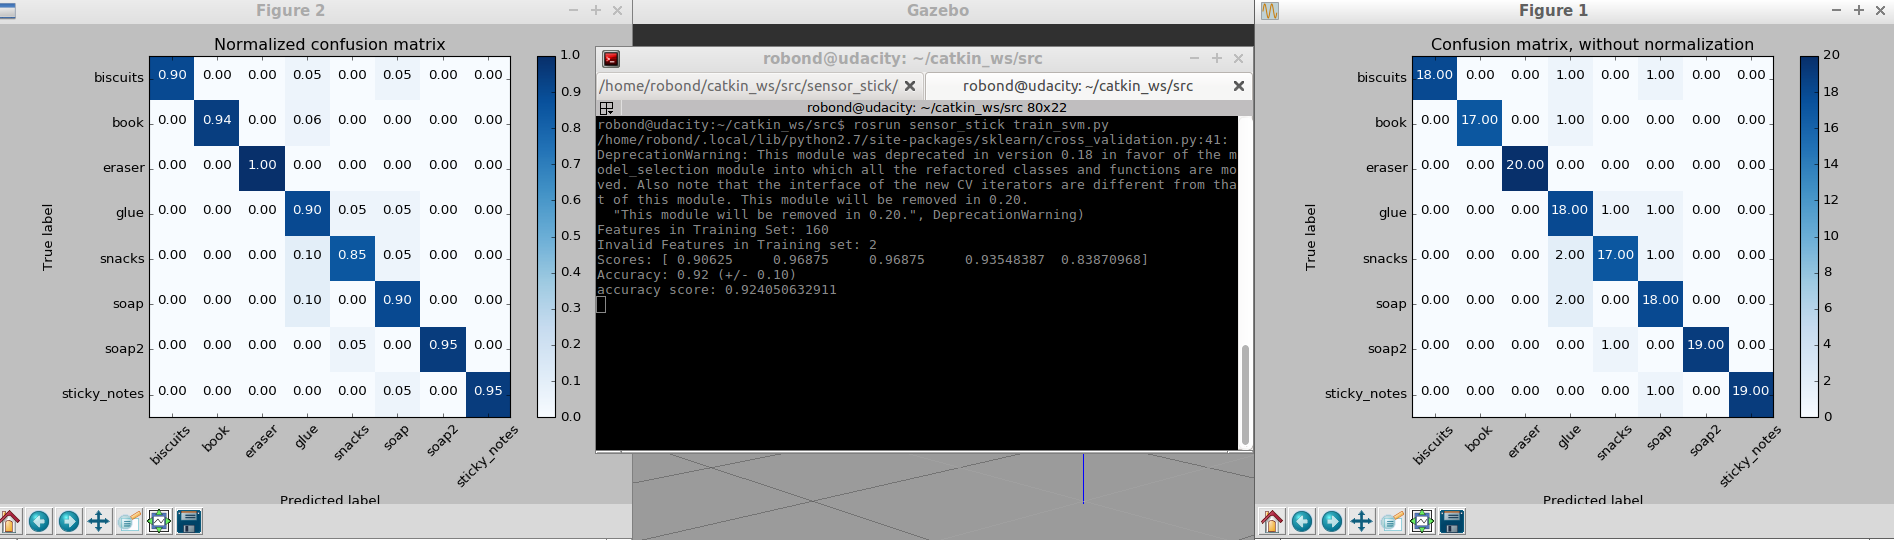 Figure 2
Normalized confusion matrix
biscuits 0.90 0.00 0.00 0.05 0.00 0.05 0.00 0.00
book 0.00 0.94 0.00 0.06 0.00 0.00 0.00 0.00
eraser 0.00 0.00 1.00 0.00 0.00 0.00 0.00 0.00
glue 0.00 0.00 0.00 0.90 0.05 0.05 0.00 0.00
snacks 0.00 0.00 0.00 0.10 0.85 0.05 0.00 0.00
soap 0.00 0.00 0.00 0.10 0.00 0.90 0.00 0.00
soap2 0.00 0.00 0.00 0.00 0.05 0.00 0.95 0.00
sticky_notes 0.00 0.00 0.00 0.00 0.00 0.05 0.00 0.95
True label
biscuits book eraser glue snacks soap soap2 sticky_notes
Predicted label
1.0
0.9
0.8
0.7
0.6
0.5
0.4
0.3
0.2
0.1
0.0
Gazebo
robond@udacity: ~/catkin_ws/src
/home/robond/catkin_ws/src/sensor_stick/ robond@udacity: ~/catkin_ws/src
robond@udacity: ~/catkin_ws/src 80x22
robond@udacity:~/catkin_ws/src$ rosrun sensor_stick train_svm.py
/home/robond/.local/lib/python2.7/site-packages/sklearn/cross_validation.py:41:
DeprecationWarning: This module was deprecated in version 0.18 in favor of the m
odel_selection module into which all the refactored classes and functions are mo
ved. Also note that the interface of the new CV iterators are different from tha
t of this module. This module will be removed in 0.20.
"This module will be removed in 0.20.", DeprecationWarning)
Features in Training Set: 160
Invalid Features in Training set: 2
Scores: [ 0.90625 0.96875 0.96875 0.93548387 0.83870968]
Accuracy: 0.92 (+/- 0.10)
accuracy score: 0.924050632911
Figure 1
Confusion matrix, without normalization
biscuits 18.00 0.00 0.00 1.00 0.00 1.00 0.00 0.00
book 0.00 17.00 0.00 1.00 0.00 0.00 0.00 0.00
eraser 0.00 0.00 20.00 0.00 0.00 0.00 0.00 0.00
glue 0.00 0.00 0.00 18.00 1.00 1.00 0.00 0.00
snacks 0.00 0.00 0.00 2.00 17.00 1.00 0.00 0.00
soap 0.00 0.00 0.00 2.00 0.00 18.00 0.00 0.00
soap2 0.00 0.00 0.00 0.00 1.00 0.00 19.00 0.00
sticky_notes 0.00 0.00 0.00 0.00 0.00 1.00 0.00 19.00
True label
biscuits book eraser glue snacks soap soap2 sticky_notes
Predicted label
20
18
16
14
12
10
8
6
4
2
0